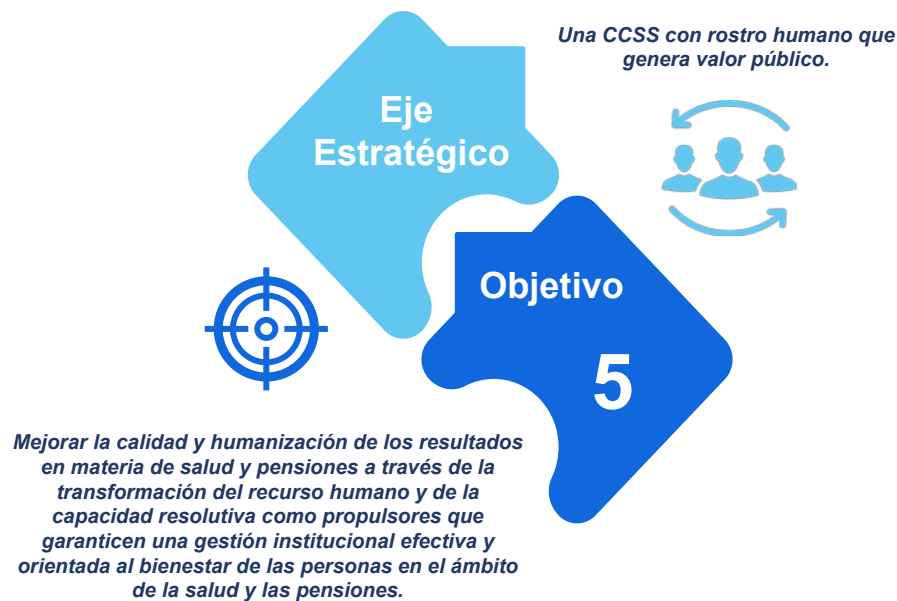 Una CCSS con rostro humano que
genera valor público.
Eje
Estratégico
Objetivo
5
Mejorar la calidad y humanización de los resultados
en materia de salud y pensiones a través de la
transformación del recurso humano y de la
capacidad resolutiva como propulsores que
garanticen una gestión institucional efectiva y
orientada al bienestar de las personas en el ámbito
de la salud y las pensiones.